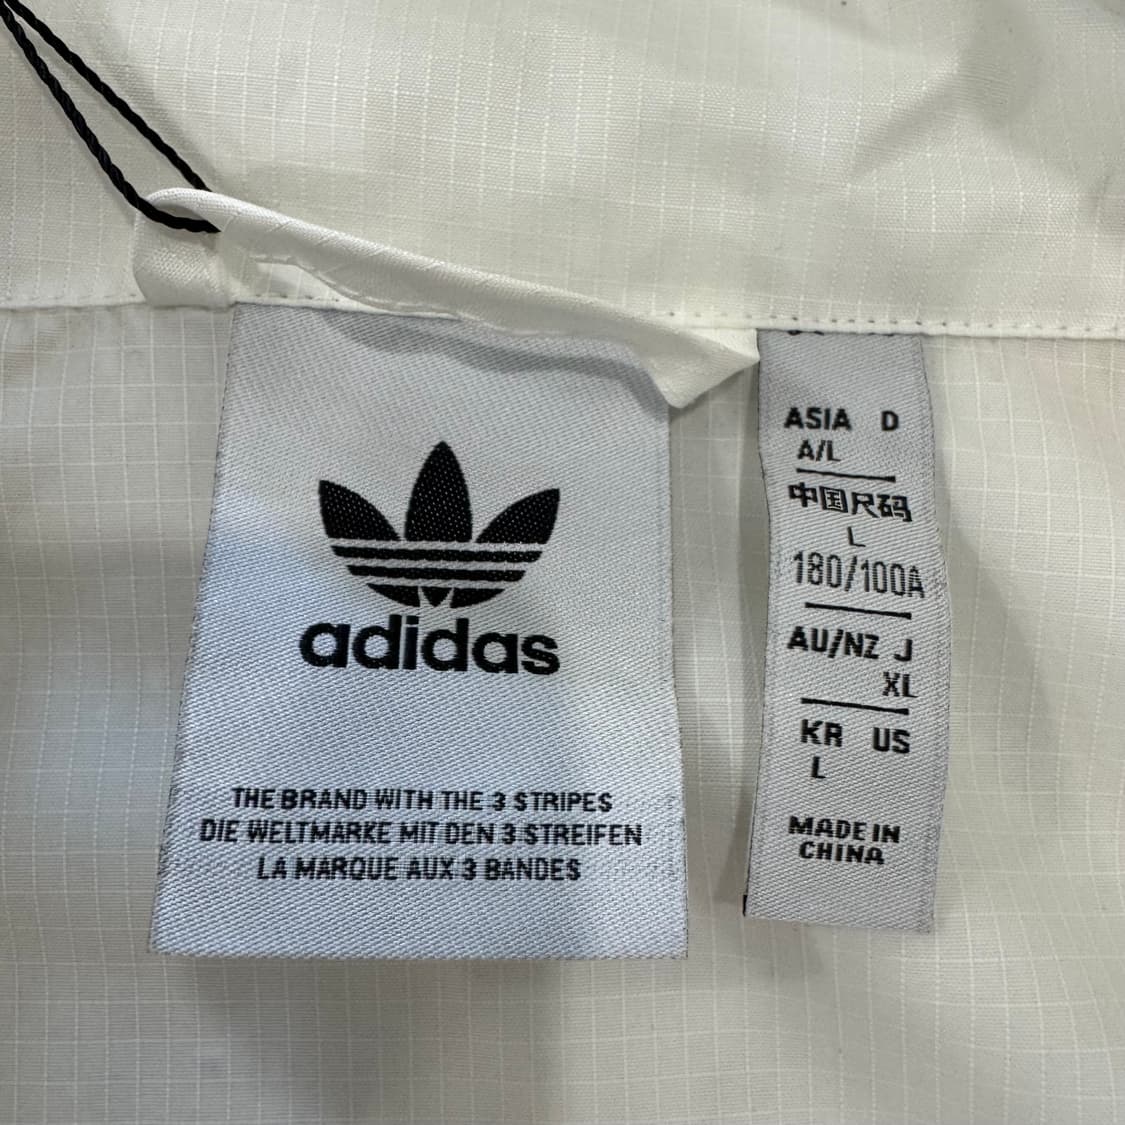 adidas
THE BRAND WITH THE 3 STRIPES
DIE WELTMARKE MIT DEN 3 STREIFEN
LA MARQUE AUX 3 BANDES
ASIA D
A/L
中国尺码
L
180/100A
AU/NZ J
XL
KR US
L
MADE IN
CHINA